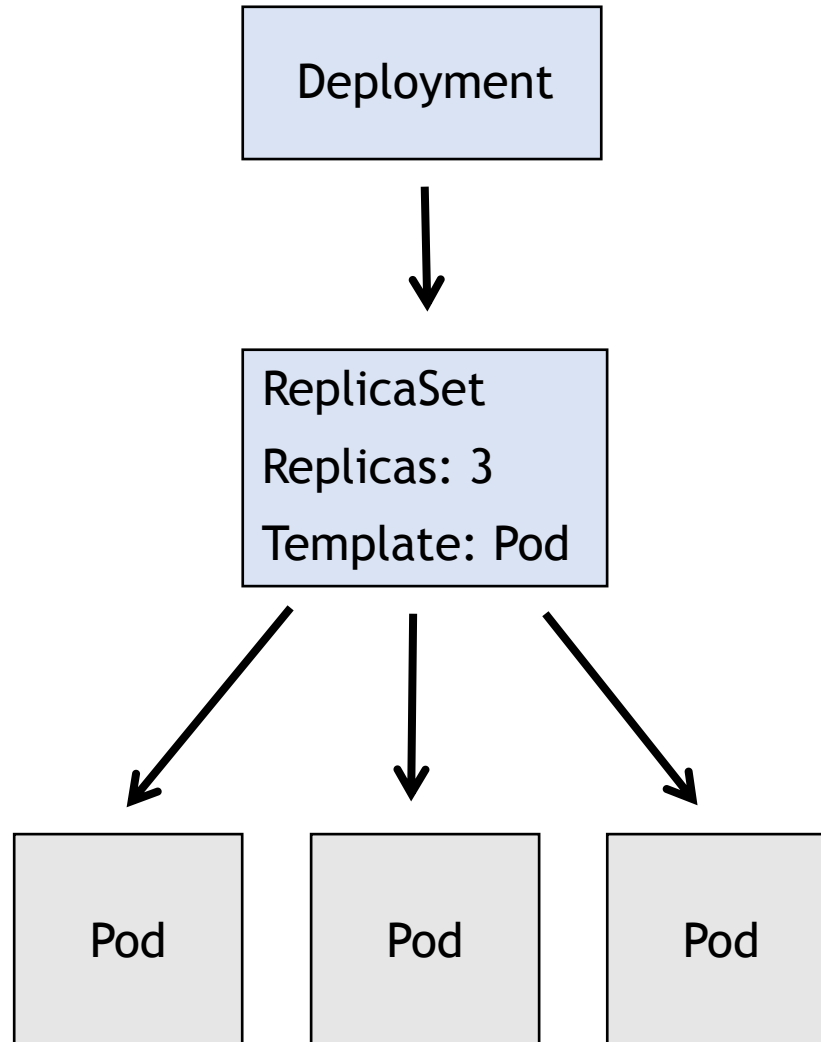 Deployment
ReplicaSet
Replicas: 3
Template: Pod
Pod
Pod
Pod